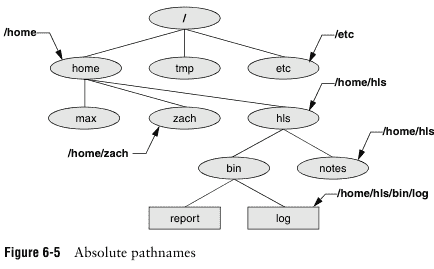 /
/home
/etc
home
tmp
etc
/home/hls
max
zach
hls
/home/hls
/home/zach
bin
notes
/home/hls/bin/log
report
log
Figure 6-5 Absolute pathnames